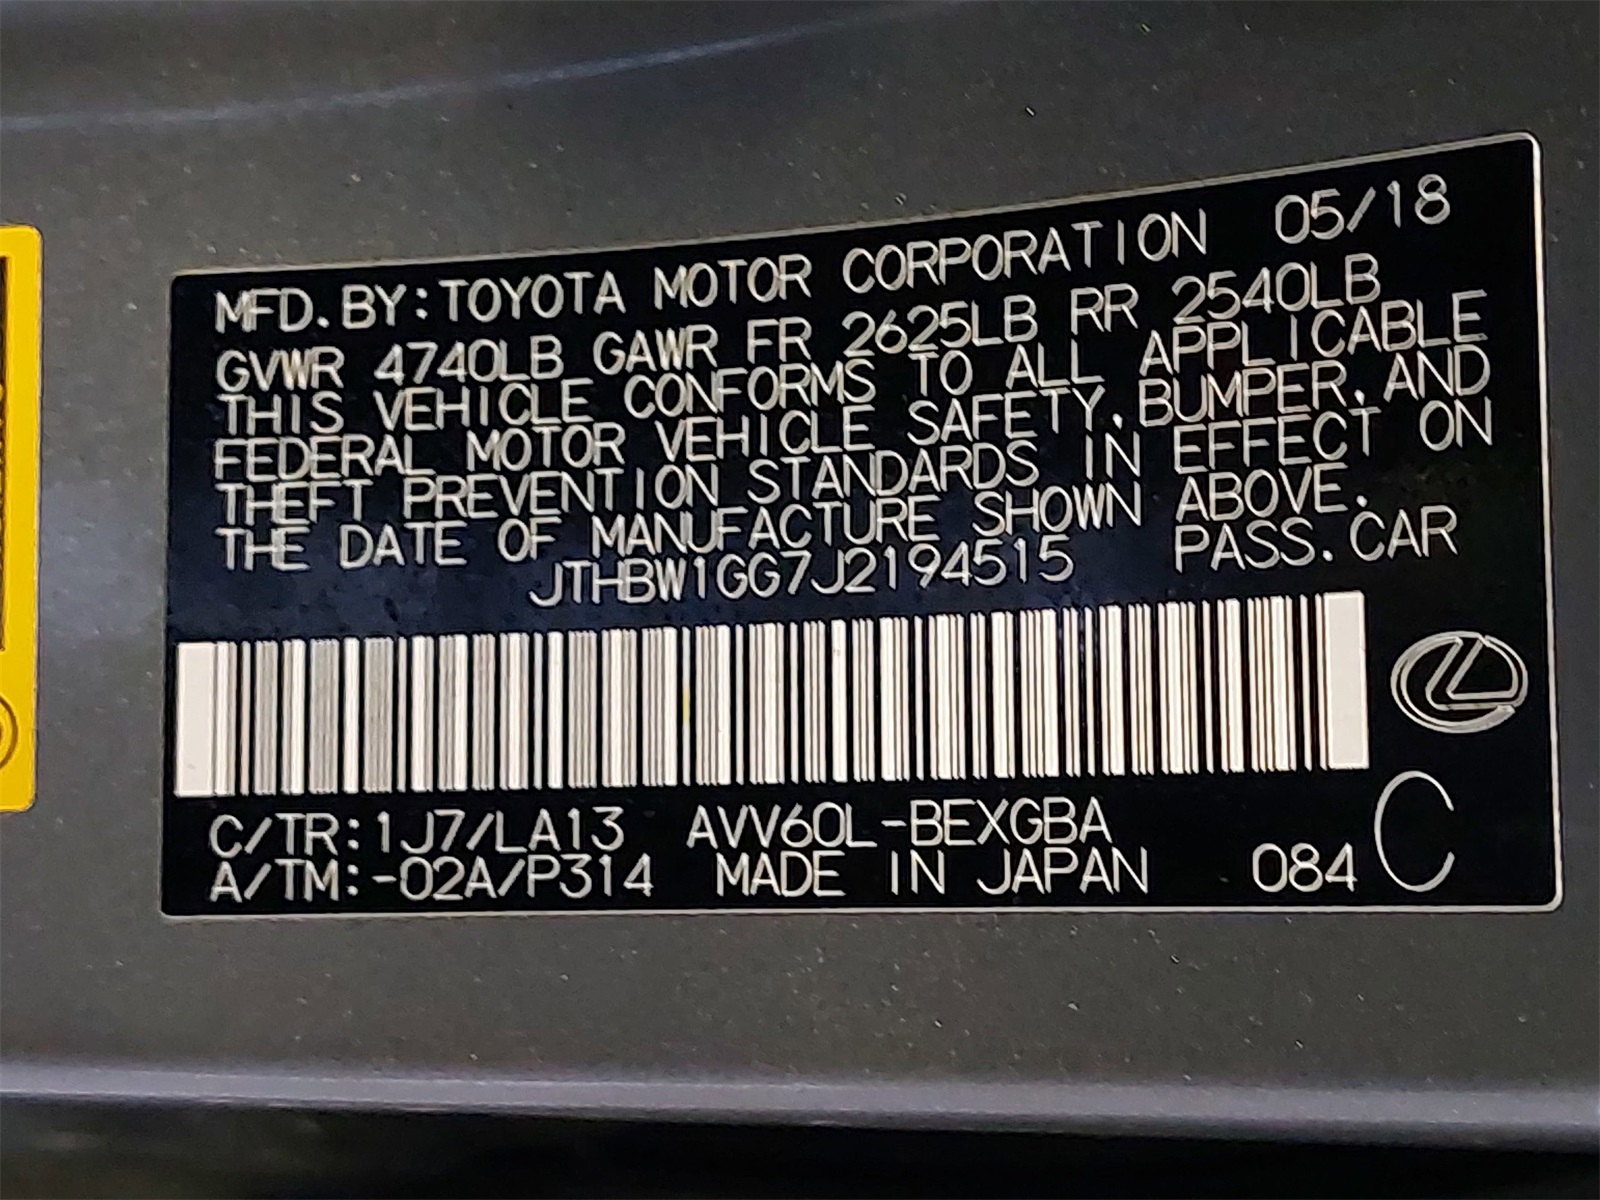 MFD. BY: TOYOTA MOTOR CORPORATION 05/18
GVWR 4740LB GAWR FR 2625LB RR 2540LB
THIS VEHICLE CONFORMS TO ALL APPLICABLE
FEDERAL MOTOR VEHICLE SAFETY, BUMPER, AND
THEFT PREVENTION STANDARDS IN EFFECT ON
THE DATE OF MANUFACTURE SHOWN ABOVE.
JTHBW1GG7J2194515 PASS. CAR
C/TR: 1J7/LA13 AVV60L-BEXGBA
A/TM: -02A/P314 MADE IN JAPAN 084 C